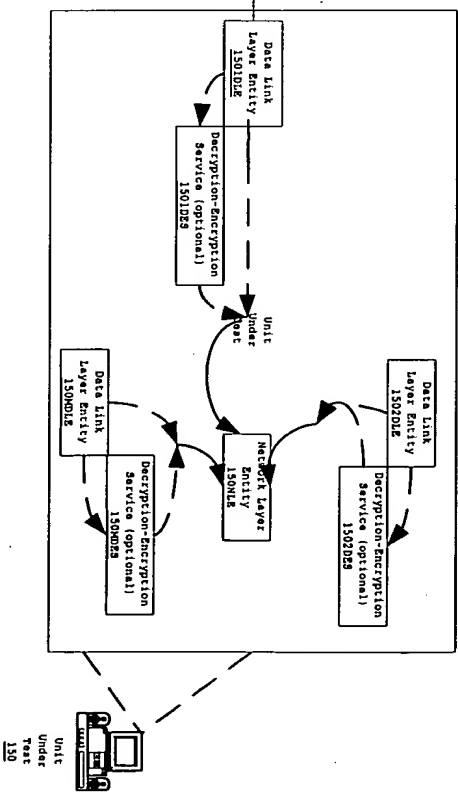 Data Link
Layer Entity
1501DLE
Decryption-Encryption
Service (optional)
1501DES
Unit
Under
Test
Data Link
Layer Entity
1502DLE
Decryption-Encryption
Service (optional)
1502DES
Network Layer
Entity
150NLE
Data Link
Layer Entity
150MDLE
Decryption-Encryption
Service (optional)
150MDES
Unit
Under
Test
150